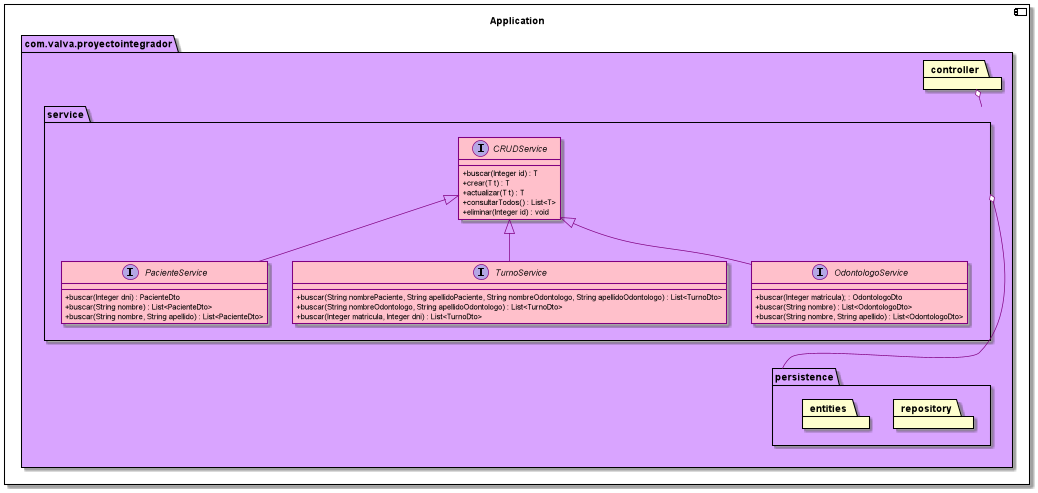 Application
com.valva.proyectointegrador
controller
service
I CRUDService
+buscar(Integer id) : T
+crear(T t) : T
+actualizar(T t) : T
+consultarTodos() : List<T>
+eliminar(Integer id) : void
I PacienteService
+buscar(Integer dni) : PacienteDto
+buscar(String nombre) : List<PacienteDto>
+buscar(String nombre, String apellido) : List<PacienteDto>
I TurnoService
+buscar(String nombrePaciente, String apellidoPaciente, String nombreOdontologo, String apellidoOdontologo) : List<TurnoDto>
+buscar(String nombreOdontologo, String apellidoOdontologo) : List<TurnoDto>
+buscar(Integer matricula, Integer dni) : List<TurnoDto>
I OdontologoService
+buscar(Integer matricula); : OdontologoDto
+buscar(String nombre) : List<OdontologoDto>
+buscar(String nombre, String apellido) : List<OdontologoDto>
persistence
entities
repository